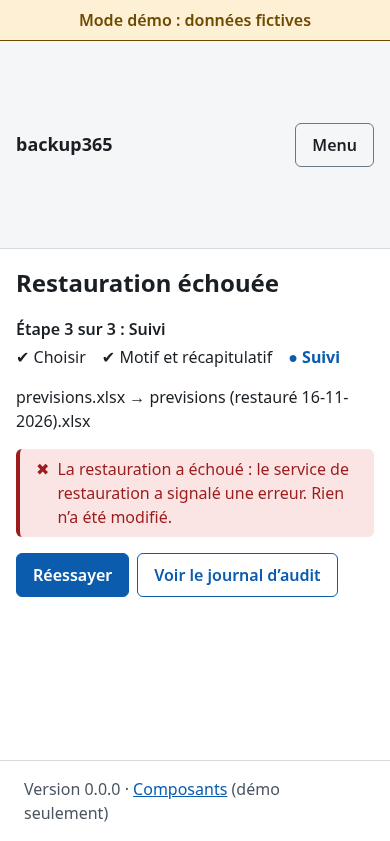 Mode démo : données fictives
backup365
Menu
Restauration échouée
Étape 3 sur 3 : Suivi
✔ Choisir ✔ Motif et récapitulatif ● Suivi
previsions.xlsx → previsions (restauré 16-11-
2026).xlsx
✖ La restauration a échoué : le service de
restauration a signalé une erreur. Rien
n’a été modifié.
Réessayer
Voir le journal d’audit
Version 0.0.0 · Composants (démo
seulement)